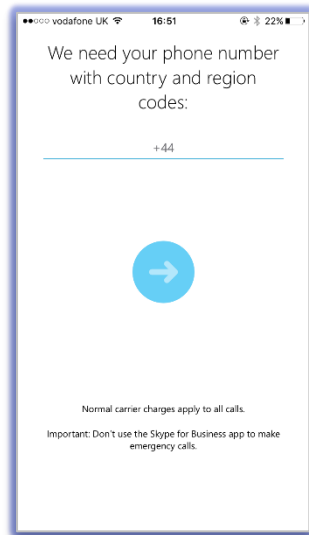 vodafone UK 16:51 22%
We need your phone number
with country and region
codes:
+44
Normal carrier charges apply to all calls.
Important: Don't use the Skype for Business app to make
emergency calls.